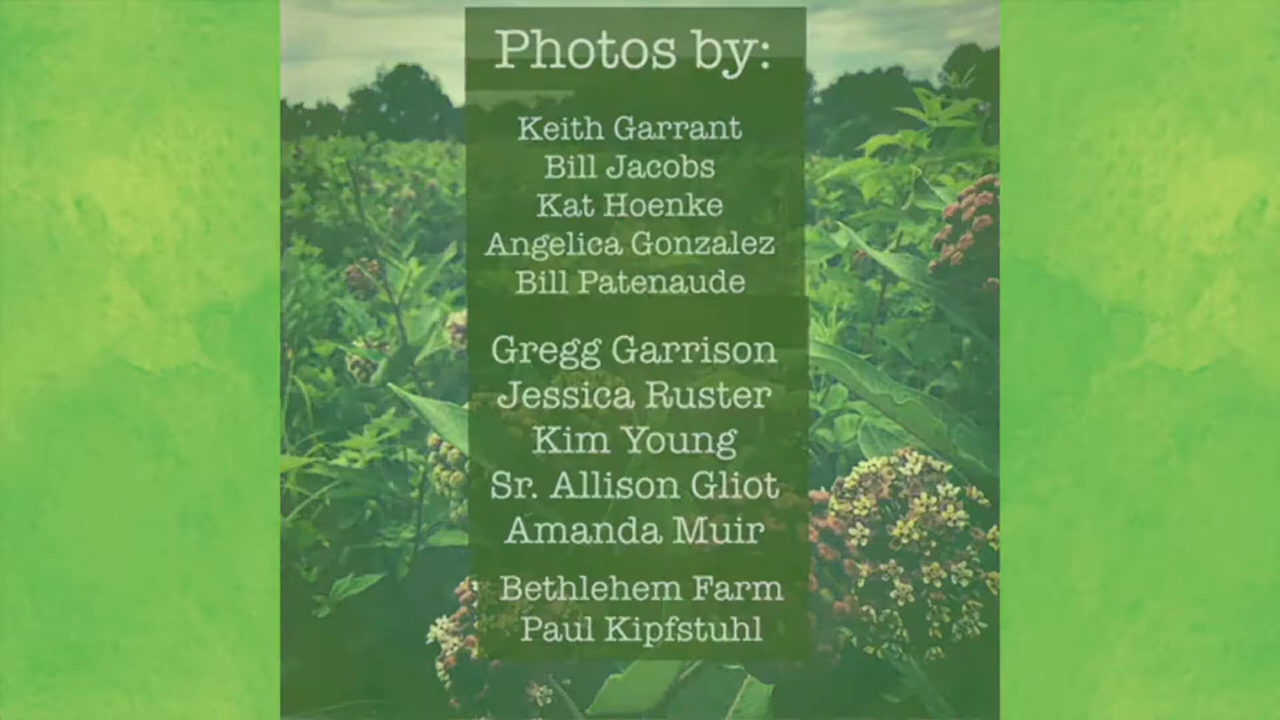 Photos by:
Keith Garrant
Bill Jacobs
Kat Hoenke
Angelica Gonzalez
Bill Patenaude
Gregg Garrison
Jessica Ruster
Kim Young
Sr. Allison Gliot
Amanda Muir
Bethlehem Farm
Paul Kipfstuhl